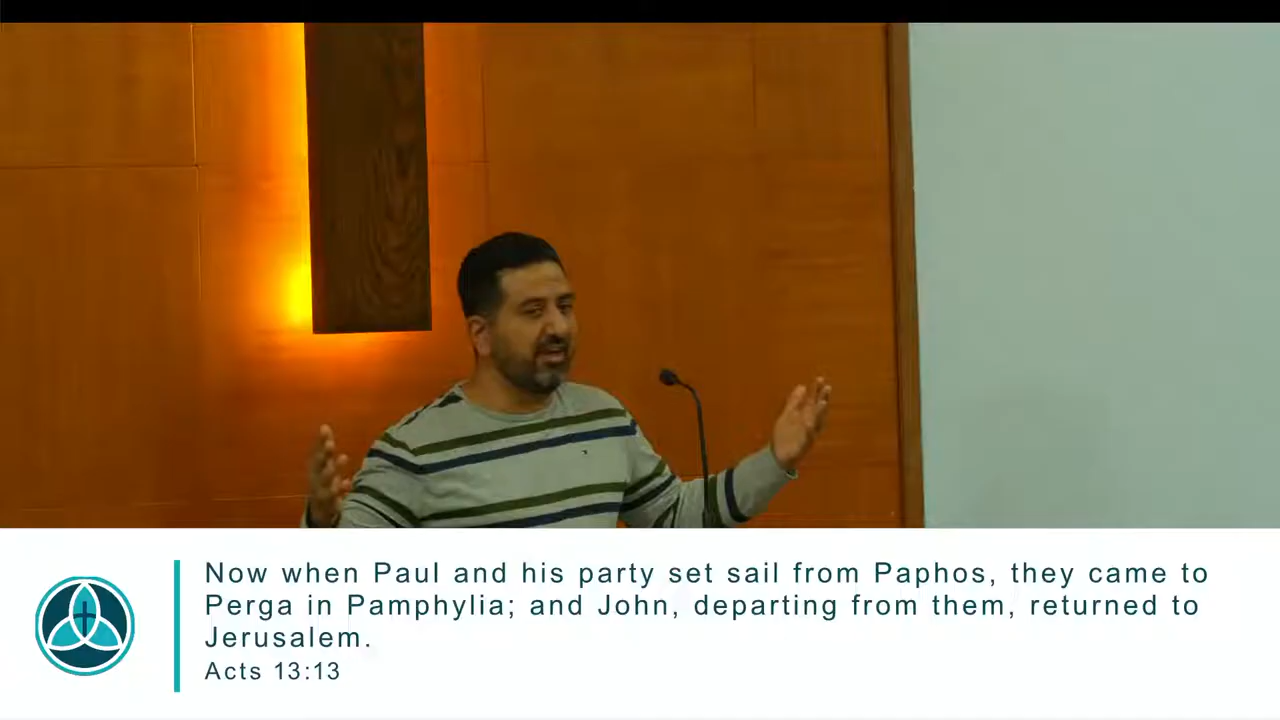 Now when Paul and his party set sail from Paphos, they came to
Perga in Pamphylia; and John, departing from them, returned to
Jerusalem.
Acts 13:13